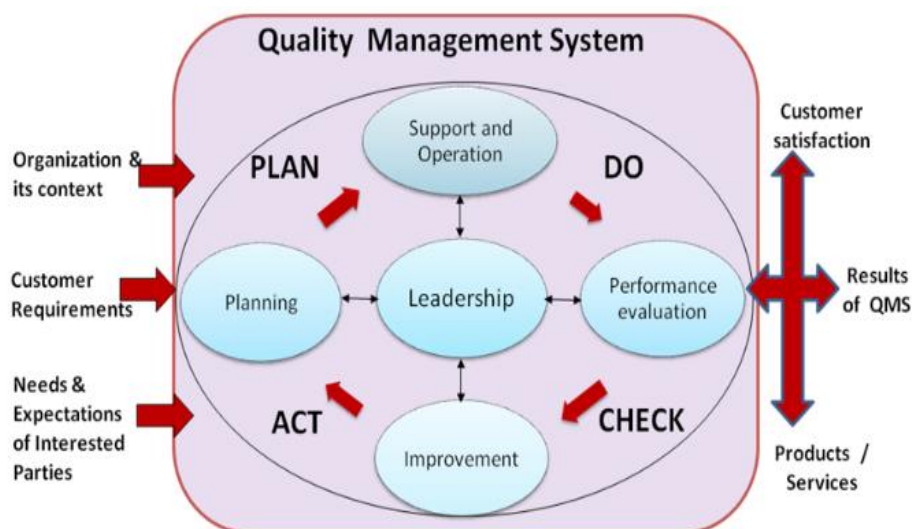 Quality Management System
Support and
Operation
PLAN
DO
Organization &
its context
Customer
satisfaction
Customer
Requirements
Planning
Leadership
Performance
evaluation
Results
of QMS
Needs &
Expectations
of Interested
Parties
ACT
CHECK
Improvement
Products /
Services